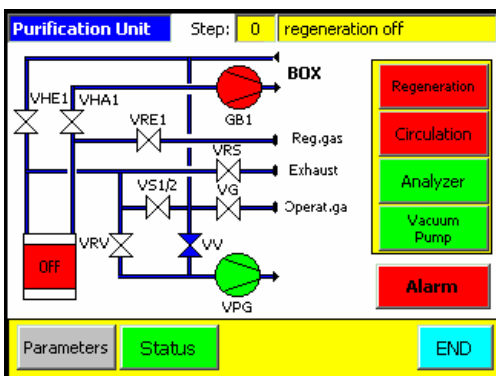 Purification Unit Step: 0 regeneration off
BOX
VHE1 VHA1
Regeneration
GB1
VRE1
Reg.gas
Circulation
VRS
Exhaust
VS1/2 VG
Analyzer
Operat.ga
VRV VV
Vacuum
Pump
OFF
Alarm
VPG
Parameters Status END